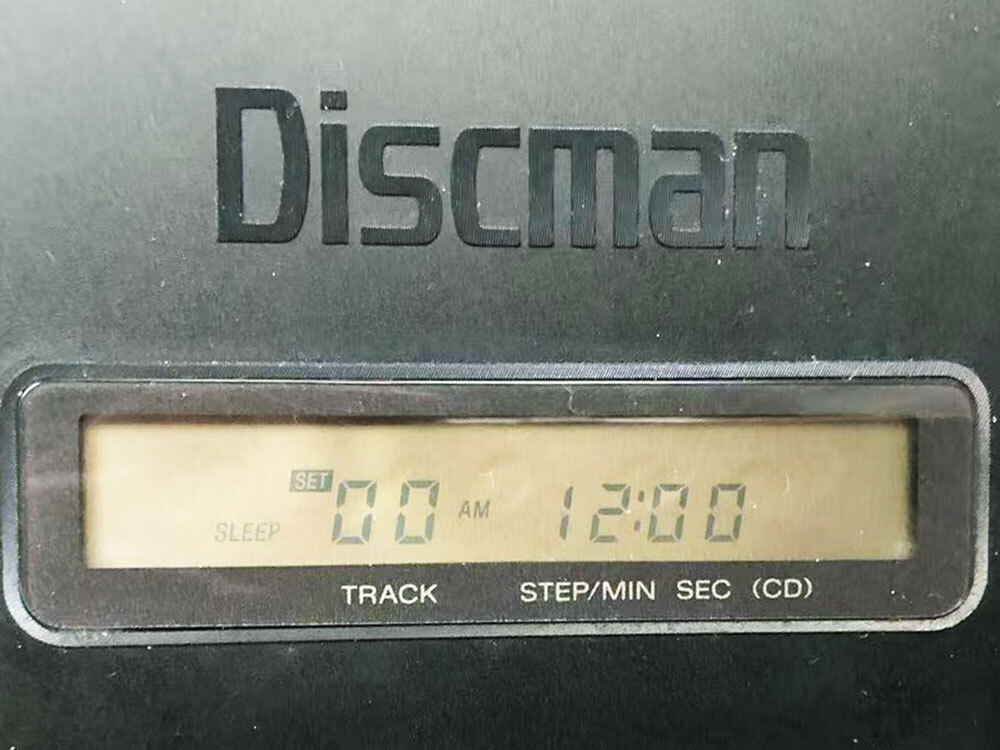 Discman
SET
SLEEP 00 AM 12:00
TRACK STEP/MIN SEC (CD)